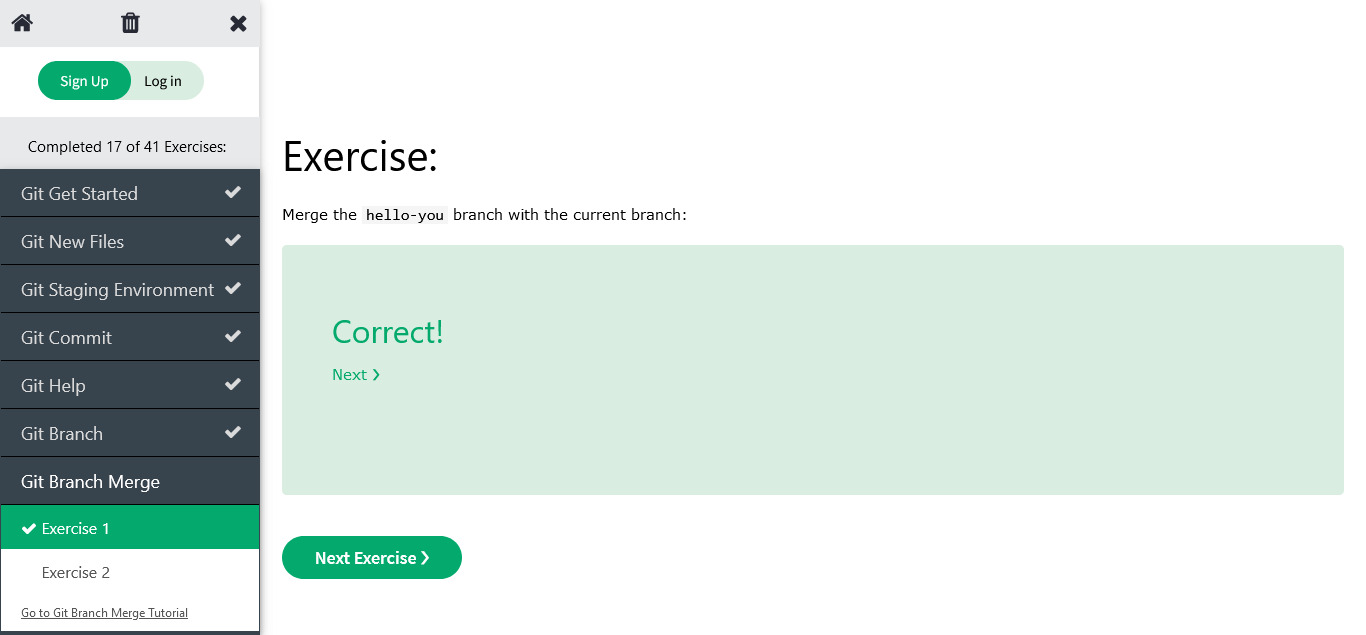 Sign Up
Log in
Completed 17 of 41 Exercises:
Git Get Started
Git New Files
Git Staging Environment
Git Commit
Git Help
Git Branch
Git Branch Merge
Exercise 1
Exercise 2
Go to Git Branch Merge Tutorial
Exercise:
Merge the hello-you branch with the current branch:
Correct!
Next ❯
Next Exercise ❯